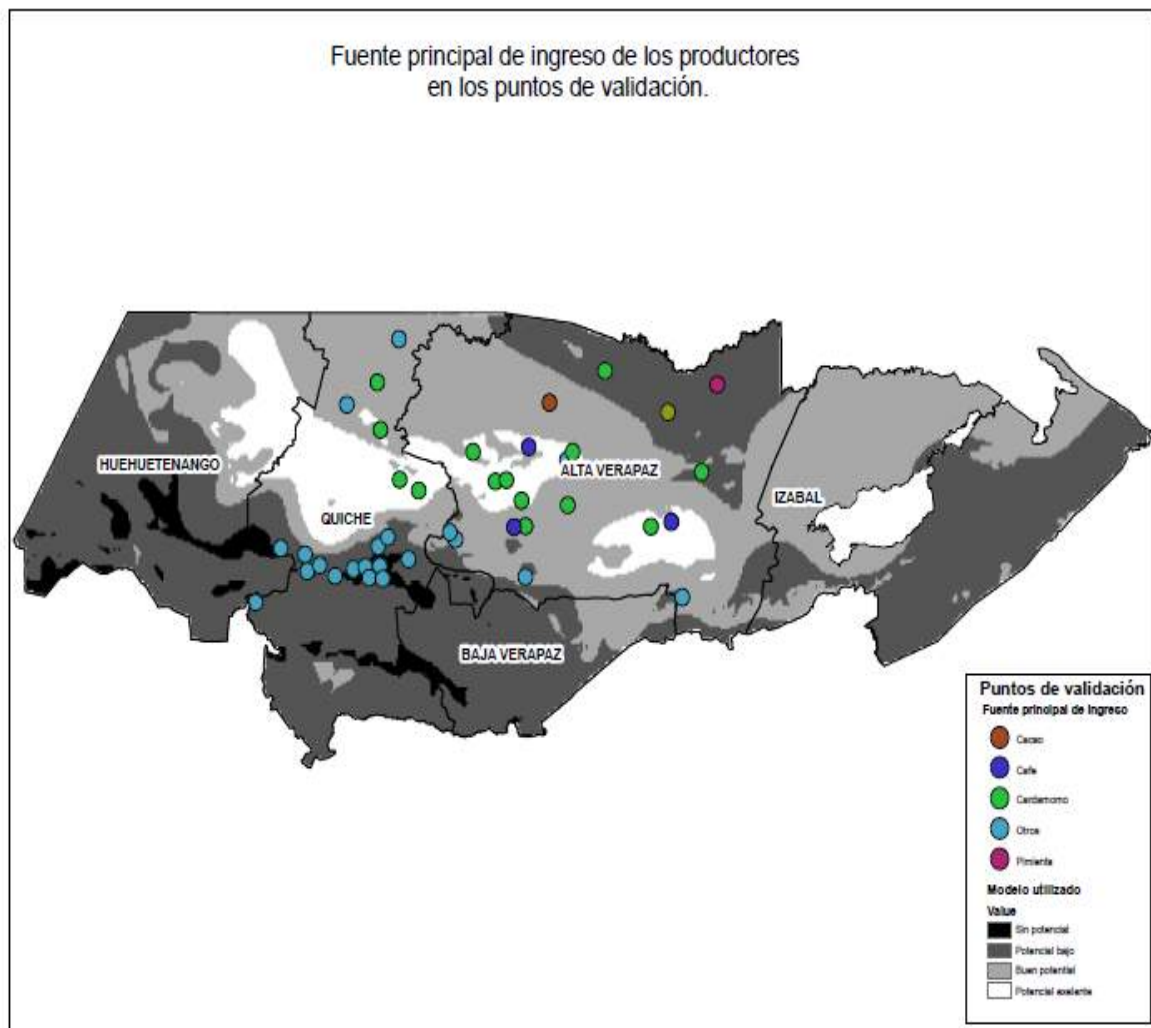 Fuente principal de ingreso de los productores
en los puntos de validación.
HUEHUETENANGO
QUICHE
ALTA VERAPAZ
IZABAL
BAJA VERAPAZ
Puntos de validación
Fuente principal de ingreso
Cacao
Cafe
Cardamomo
Otros
Pimienta
Modelo utilizado
Value
Sin potencial
Potencial bajo
Buen potential
Potencial exelente